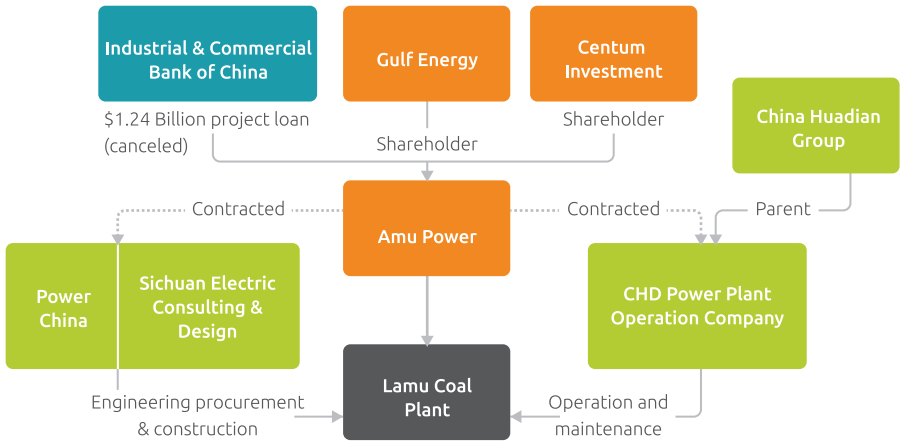 Industrial & Commercial
Bank of China
Gulf Energy
Centum
Investment
$1.24 Billion project loan
(canceled)
Shareholder
Shareholder
China Huadian
Group
Contracted
Amu Power
Contracted
Parent
Power
China
Sichuan Electric
Consulting &
Design
CHD Power Plant
Operation Company
Engineering procurement
& construction
Lamu Coal
Plant
Operation and
maintenance